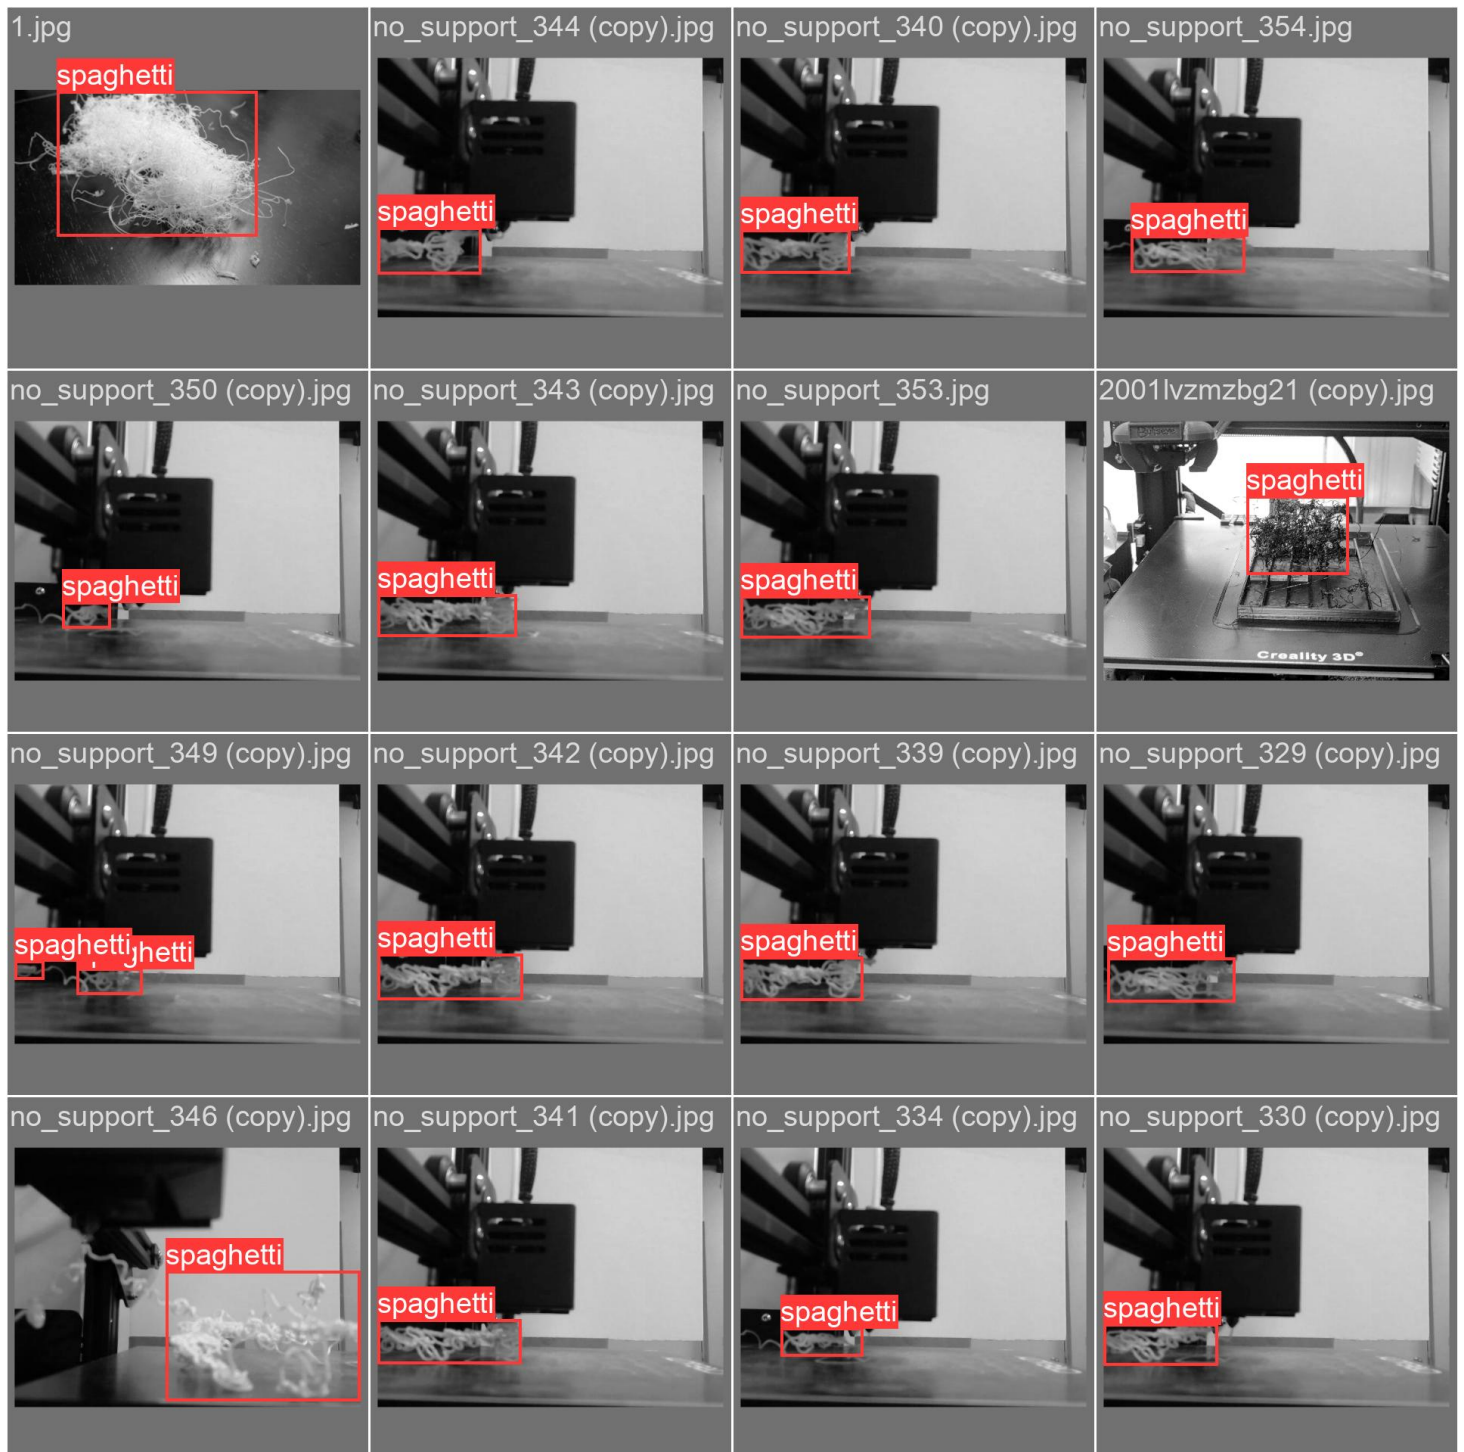 1.jpg
spaghetti
no_support_344 (copy).jpg
spaghetti
no_support_340 (copy).jpg
spaghetti
no_support_354.jpg
spaghetti
no_support_350 (copy).jpg
spaghetti
no_support_343 (copy).jpg
spaghetti
no_support_353.jpg
spaghetti
2001lvzmzbg21 (copy).jpg
spaghetti
Creality 3D®
no_support_349 (copy).jpg
spaghetti
ghetti
no_support_342 (copy).jpg
spaghetti
no_support_339 (copy).jpg
spaghetti
no_support_329 (copy).jpg
spaghetti
no_support_346 (copy).jpg
spaghetti
no_support_341 (copy).jpg
spaghetti
no_support_334 (copy).jpg
spaghetti
no_support_330 (copy).jpg
spaghetti